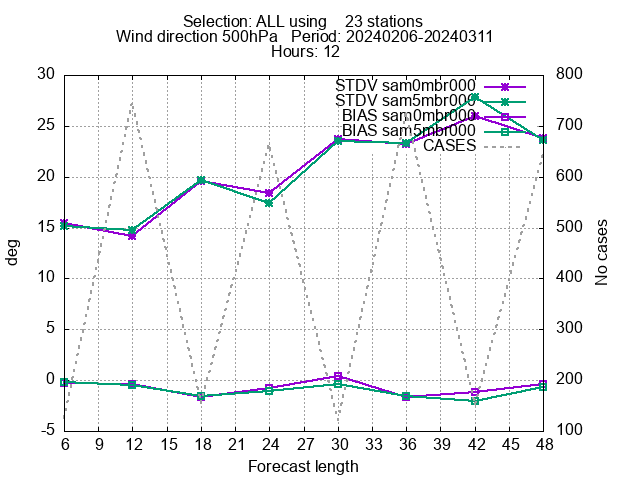 Selection: ALL using    23 stations
Wind direction 500hPa   Period: 20240206-20240311
Hours: 12
STDV sam0mbr000
STDV sam5mbr000
BIAS sam0mbr000
BIAS sam5mbr000
CASES
30
25
20
15
10
5
0
-5
deg
800
700
600
500
400
300
200
100
No cases
6 9 12 15 18 21 24 27 30 33 36 39 42 45 48
Forecast length